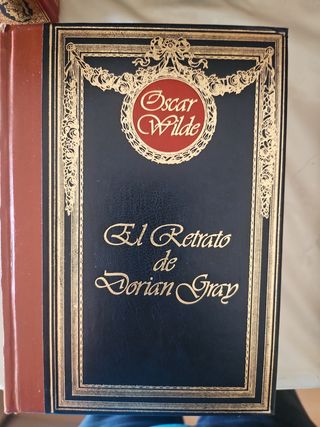 Oscar
Wilde
El Retrato
de
Dorian Gray